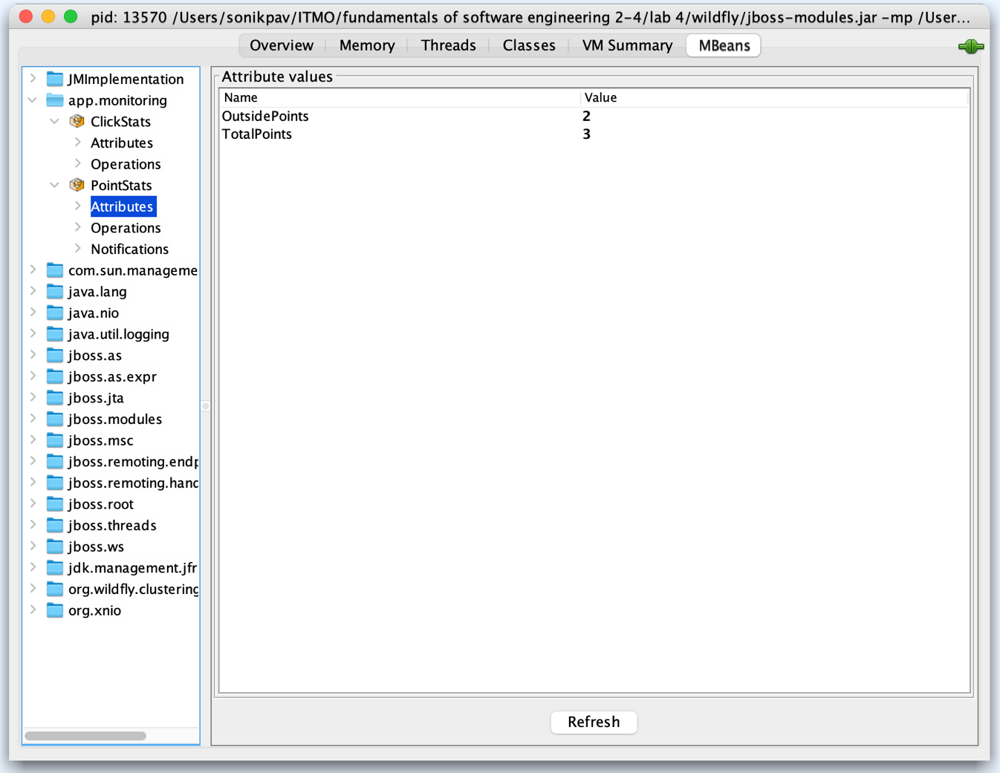 pid: 13570 /Users/sonikpav/ITMO/fundamentals of software engineering 2-4/lab 4/wildfly/jboss-modules.jar -mp /User...
Overview Memory Threads Classes VM Summary MBeans
JMImplementation
app.monitoring
ClickStats
Attributes
Operations
PointStats
Attributes
Operations
Notifications
com.sun.manageme
java.lang
java.nio
java.util.logging
jboss.as
jboss.as.expr
jboss.jta
jboss.modules
jboss.msc
jboss.remoting.endp
jboss.remoting.hand
jboss.root
jboss.threads
jboss.ws
jdk.management.jfr
org.wildfly.clustering
org.xnio
Attribute values
Name Value
OutsidePoints 2
TotalPoints 3
Refresh